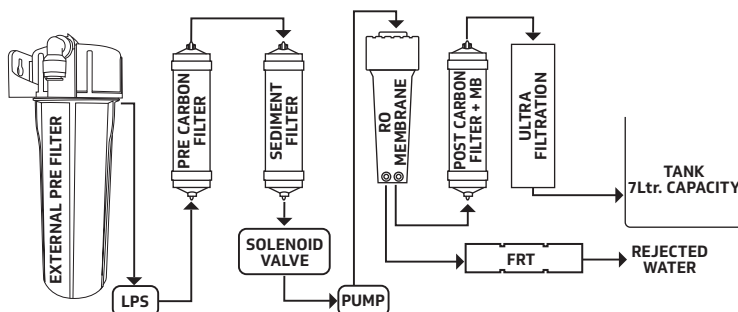 EXTERNAL PRE FILTER
LPS
PRE CARBON
FILTER
SEDIMENT
FILTER
SOLENOID
VALVE
PUMP
RO
MEMBRANE
POST CARBON
FILTER + MB
ULTRA
FILTRATION
TANK
7Ltr. CAPACITY
FRT
REJECTED
WATER